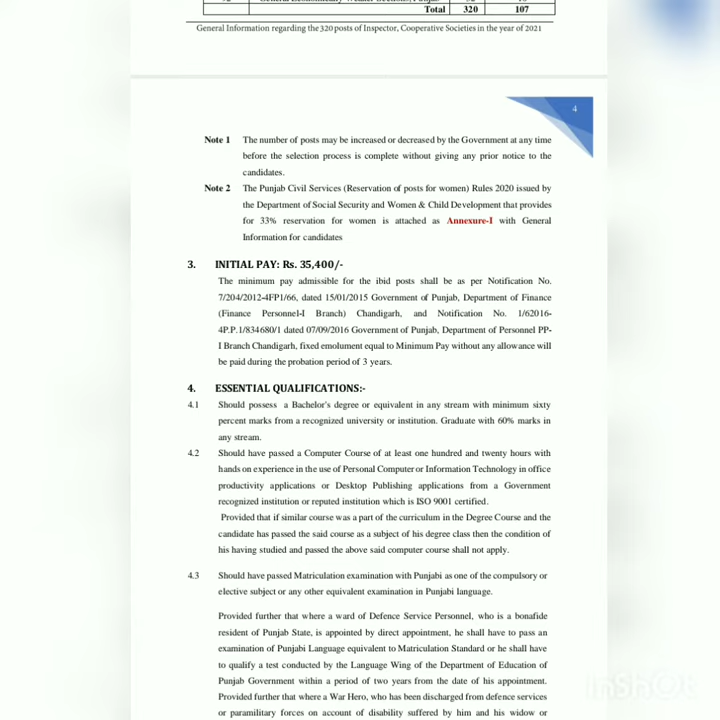 Total 320 107
General Information regarding the 320 posts of Inspector, Cooperative Societies in the year of 2021
4
Note 1 The number of posts may be increased or decreased by the Government at any time
before the selection process is complete without giving any prior notice to the
candidates.
Note 2 The Punjab Civil Services (Reservation of posts for women) Rules 2020 issued by
the Department of Social Security and Women & Child Development that provides
for 33% reservation for women is attached as Annexure-I with General
Information for candidates
3. INITIAL PAY: Rs. 35,400/-
The minimum pay admissible for the ibid posts shall be as per Notification No.
7/204/2012-4FP1/66, dated 15/01/2015 Government of Punjab, Department of Finance
(Finance Personnel-I Branch) Chandigarh, and Notification No. 1/62016-
4P.P.1/834680/1 dated 07/09/2016 Government of Punjab, Department of Personnel PP-
I Branch Chandigarh, fixed emolument equal to Minimum Pay without any allowance will
be paid during the probation period of 3 years.
4. ESSENTIAL QUALIFICATIONS:-
4.1 Should possess a Bachelor's degree or equivalent in any stream with minimum sixty
percent marks from a recognized university or institution. Graduate with 60% marks in
any stream.
4.2 Should have passed a Computer Course of at least one hundred and twenty hours with
hands on experience in the use of Personal Computer or Information Technology in office
productivity applications or Desktop Publishing applications from a Government
recognized institution or reputed institution which is ISO 9001 certified.
Provided that if similar course was a part of the curriculum in the Degree Course and the
candidate has passed the said course as a subject of his degree class then the condition of
his having studied and passed the above said computer course shall not apply.
4.3 Should have passed Matriculation examination with Punjabi as one of the compulsory or
elective subject or any other equivalent examination in Punjabi language.
Provided further that where a ward of Defence Service Personnel, who is a bonafide
resident of Punjab State, is appointed by direct appointment, he shall have to pass an
examination of Punjabi Language equivalent to Matriculation Standard or he shall have
to qualify a test conducted by the Language Wing of the Department of Education of
Punjab Government within a period of two years from the date of his appointment.
Provided further that where a War Hero, who has been discharged from defence services
or paramilitary forces on account of disability suffered by him and his widow or
InShot